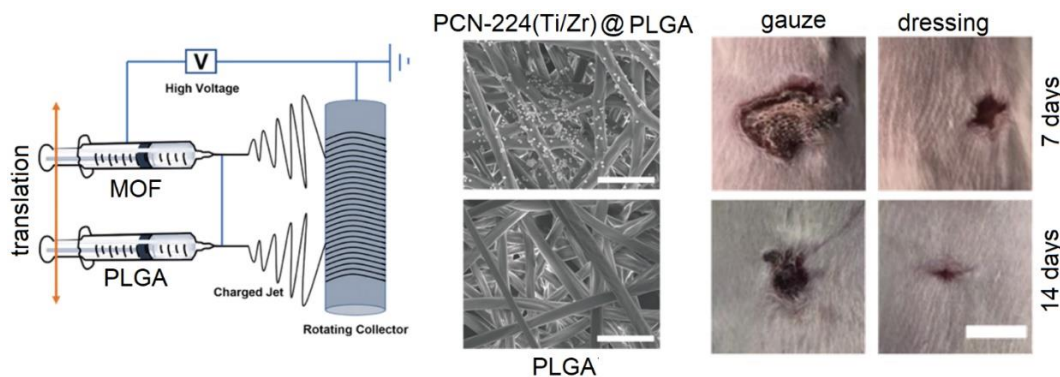 V
High Voltage
translation
MOF
PLGA
Charged Jet
Rotating Collector
PCN-224(Ti/Zr)@PLGA
PLGA
gauze
dressing
7 days
14 days